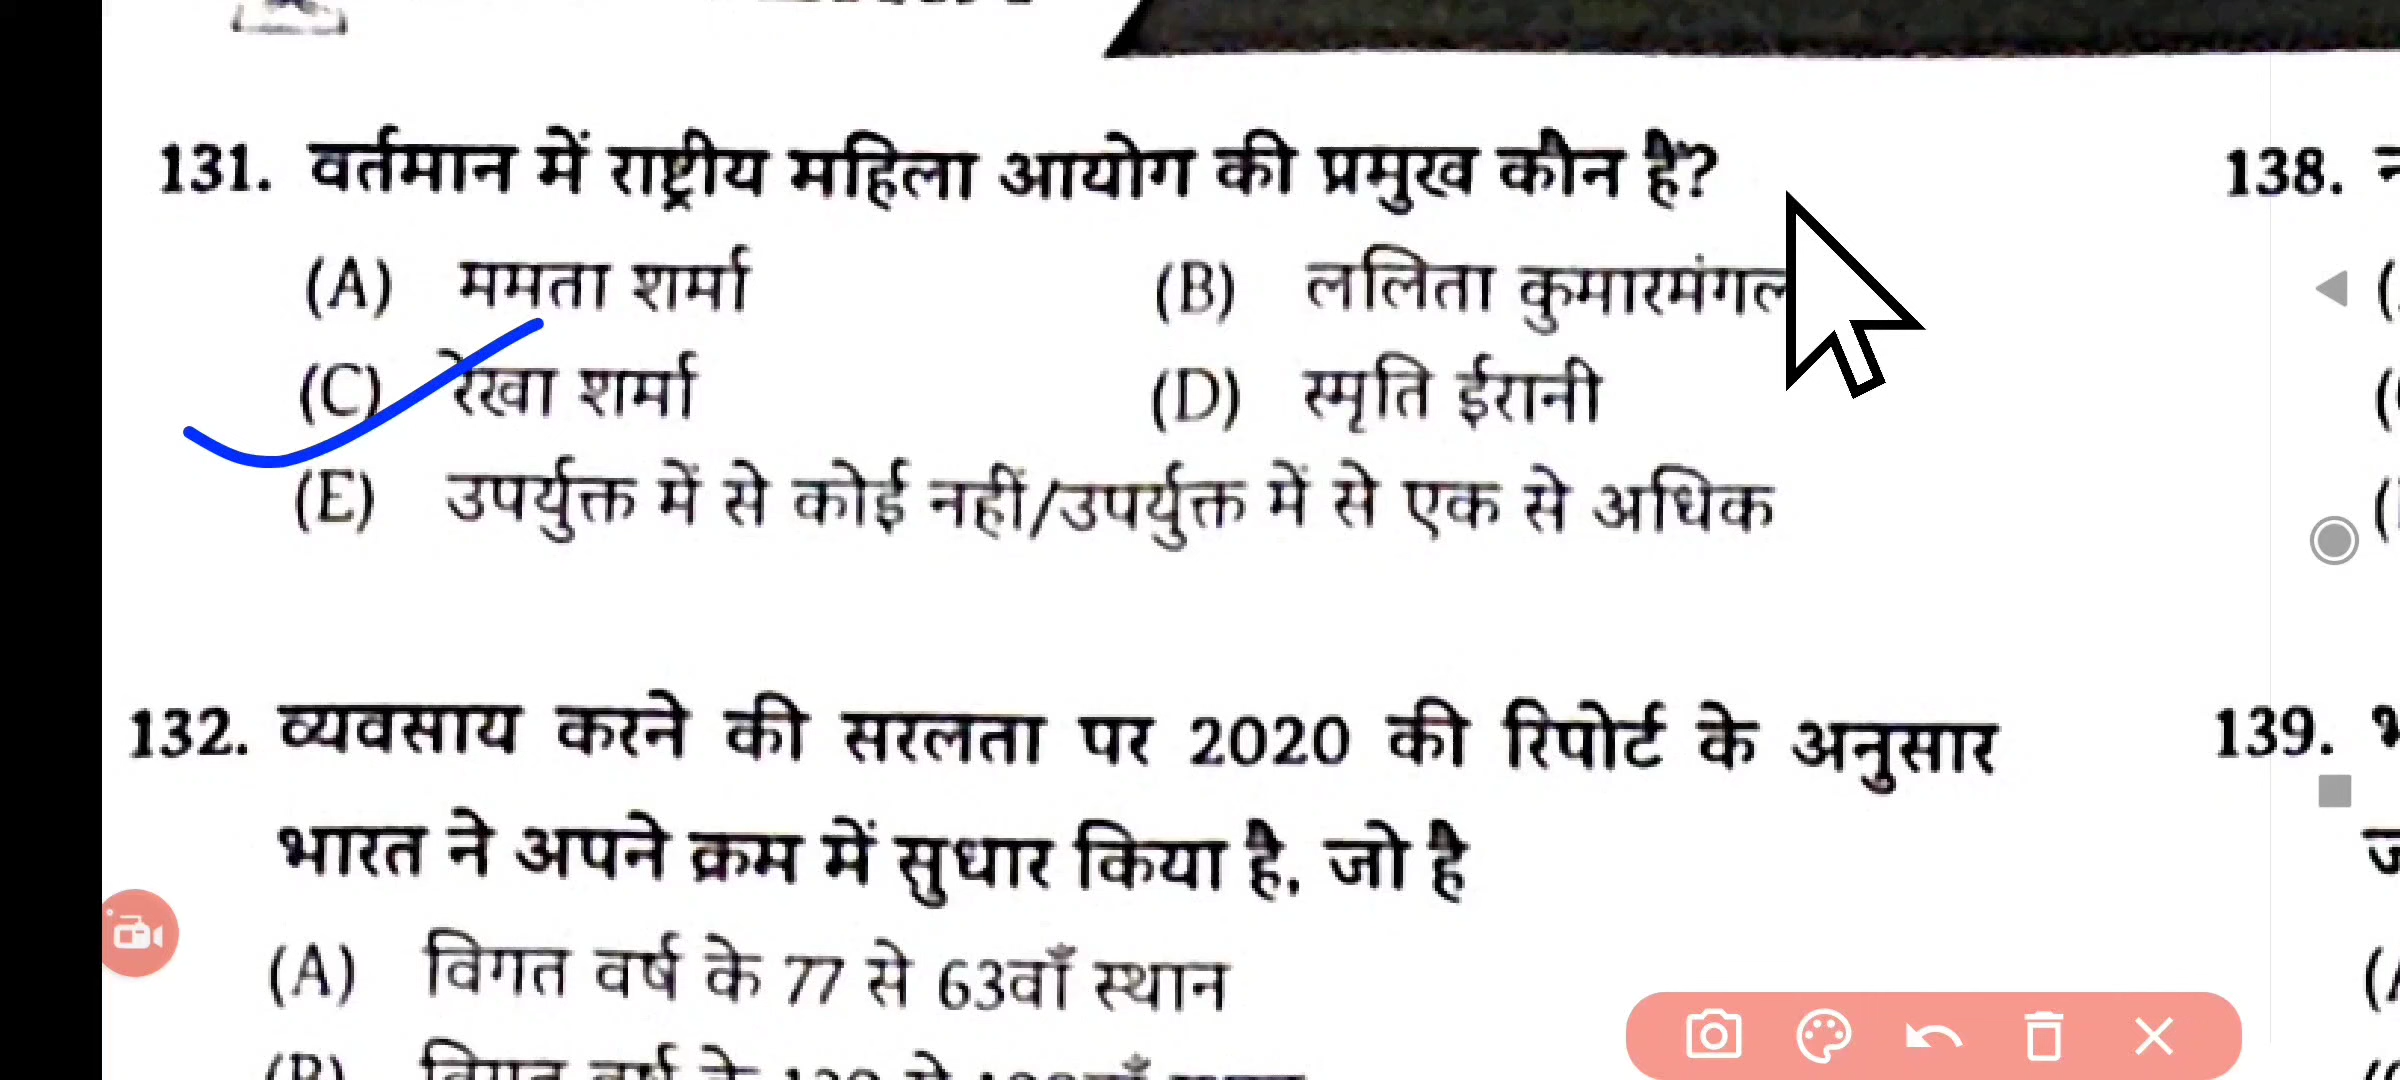 131. वर्तमान में राष्ट्रीय महिला आयोग की प्रमुख कौन है?
(A) ममता शर्मा
(B) ललिता कुमारमंगल
(C) रेखा शर्मा
(D) स्मृति ईरानी
(E) उपर्युक्त में से कोई नहीं/उपर्युक्त में से एक से अधिक
132. व्यवसाय करने की सरलता पर 2020 की रिपोर्ट के अनुसार
भारत ने अपने क्रम में सुधार किया है, जो है
(A) विगत वर्ष के 77 से 63वाँ स्थान
138.
139.